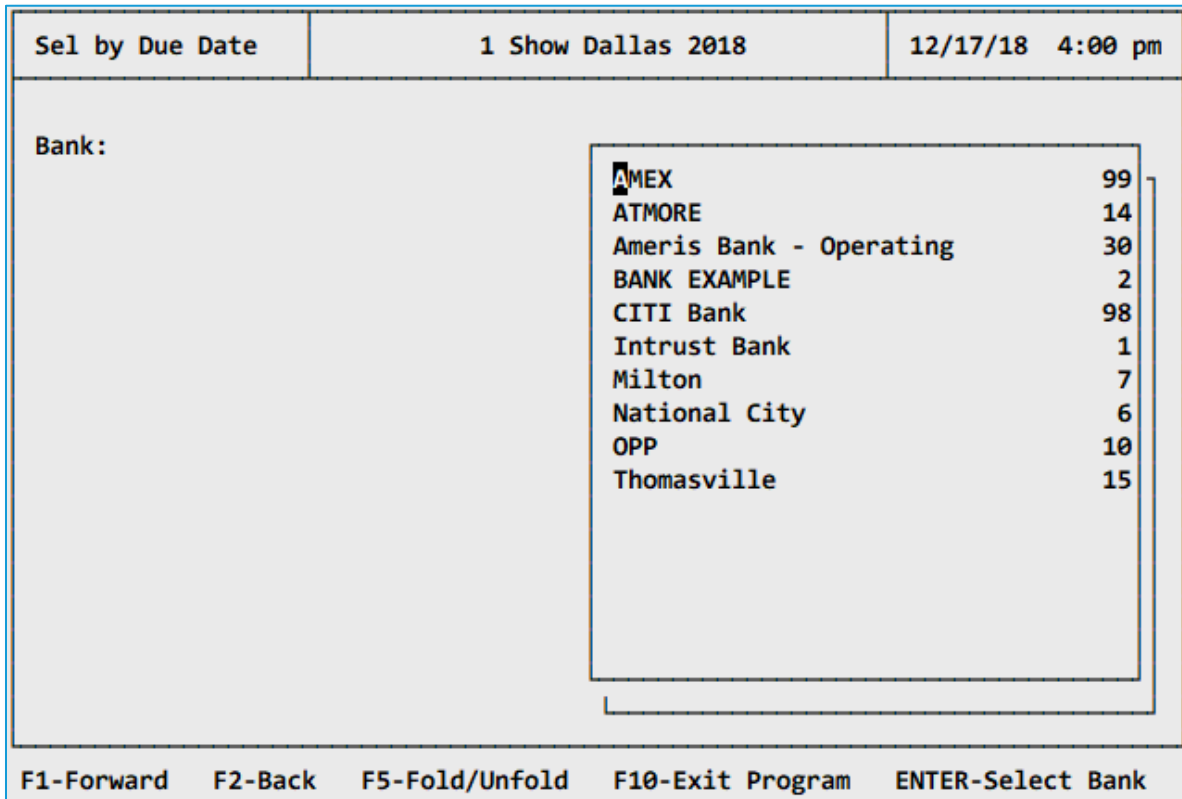 Sel by Due Date 1 Show Dallas 2018 12/17/18 4:00 pm
Bank:
AMEX 99
ATMORE 14
Ameris Bank - Operating 30
BANK EXAMPLE 2
CITI Bank 98
Intrust Bank 1
Milton 7
National City 6
OPP 10
Thomasville 15
F1-Forward F2-Back F5-Fold/Unfold F10-Exit Program ENTER-Select Bank